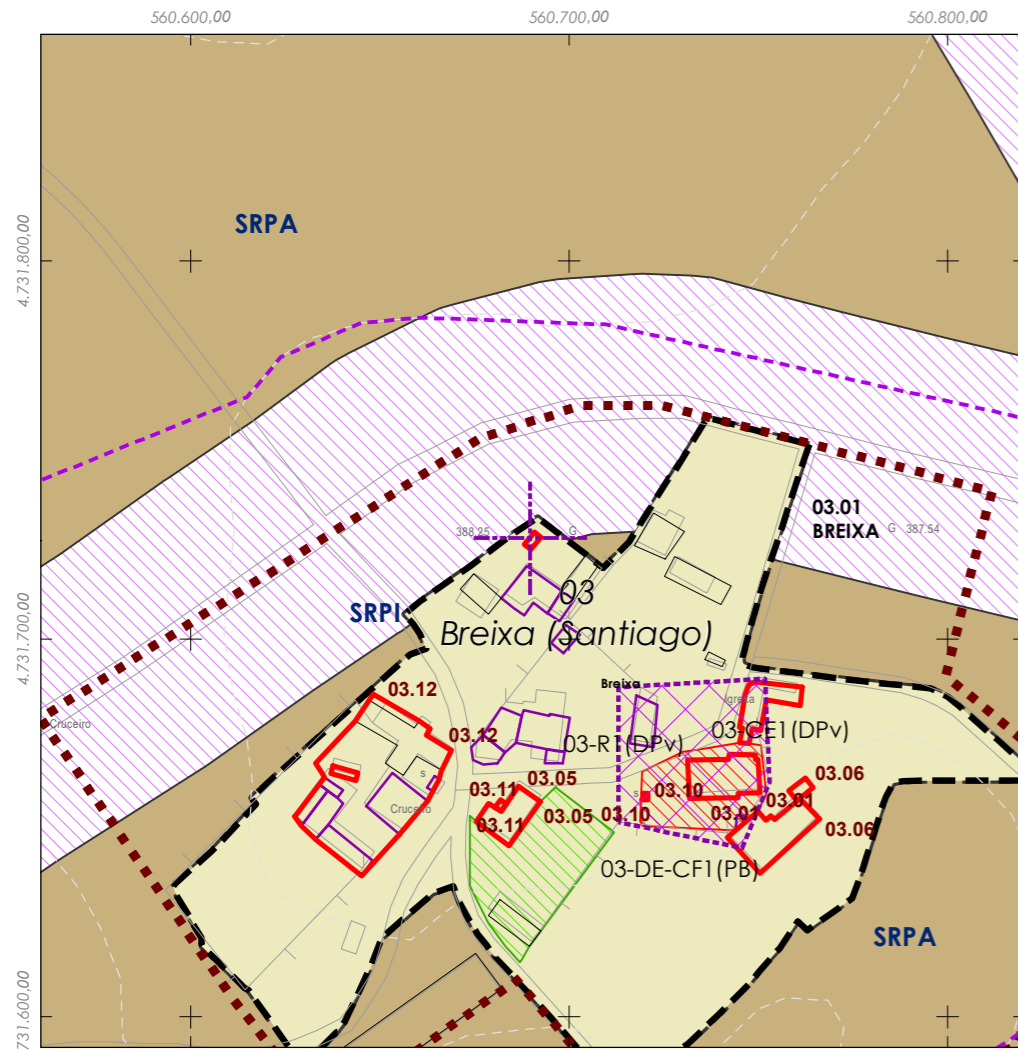 560.600,00
560.700,00
560.800,00
4.731.800,00
SRPA
03.01
BREIXA
G 387.54
388.25 G
03
SRPI
Breixa (Santiago)
4.731.700,00
03.12
Breixa
Igrexa
Cruceiro
03.12
03-R1(DPv)
03-CE1(DPv)
s
03.11
03.05
03.06
Cruceiro
s
03.10
03.01
03.11
03.05
03.10
03.01
03.06
03-DE-CF1(PB)
SRPA
731.600,00